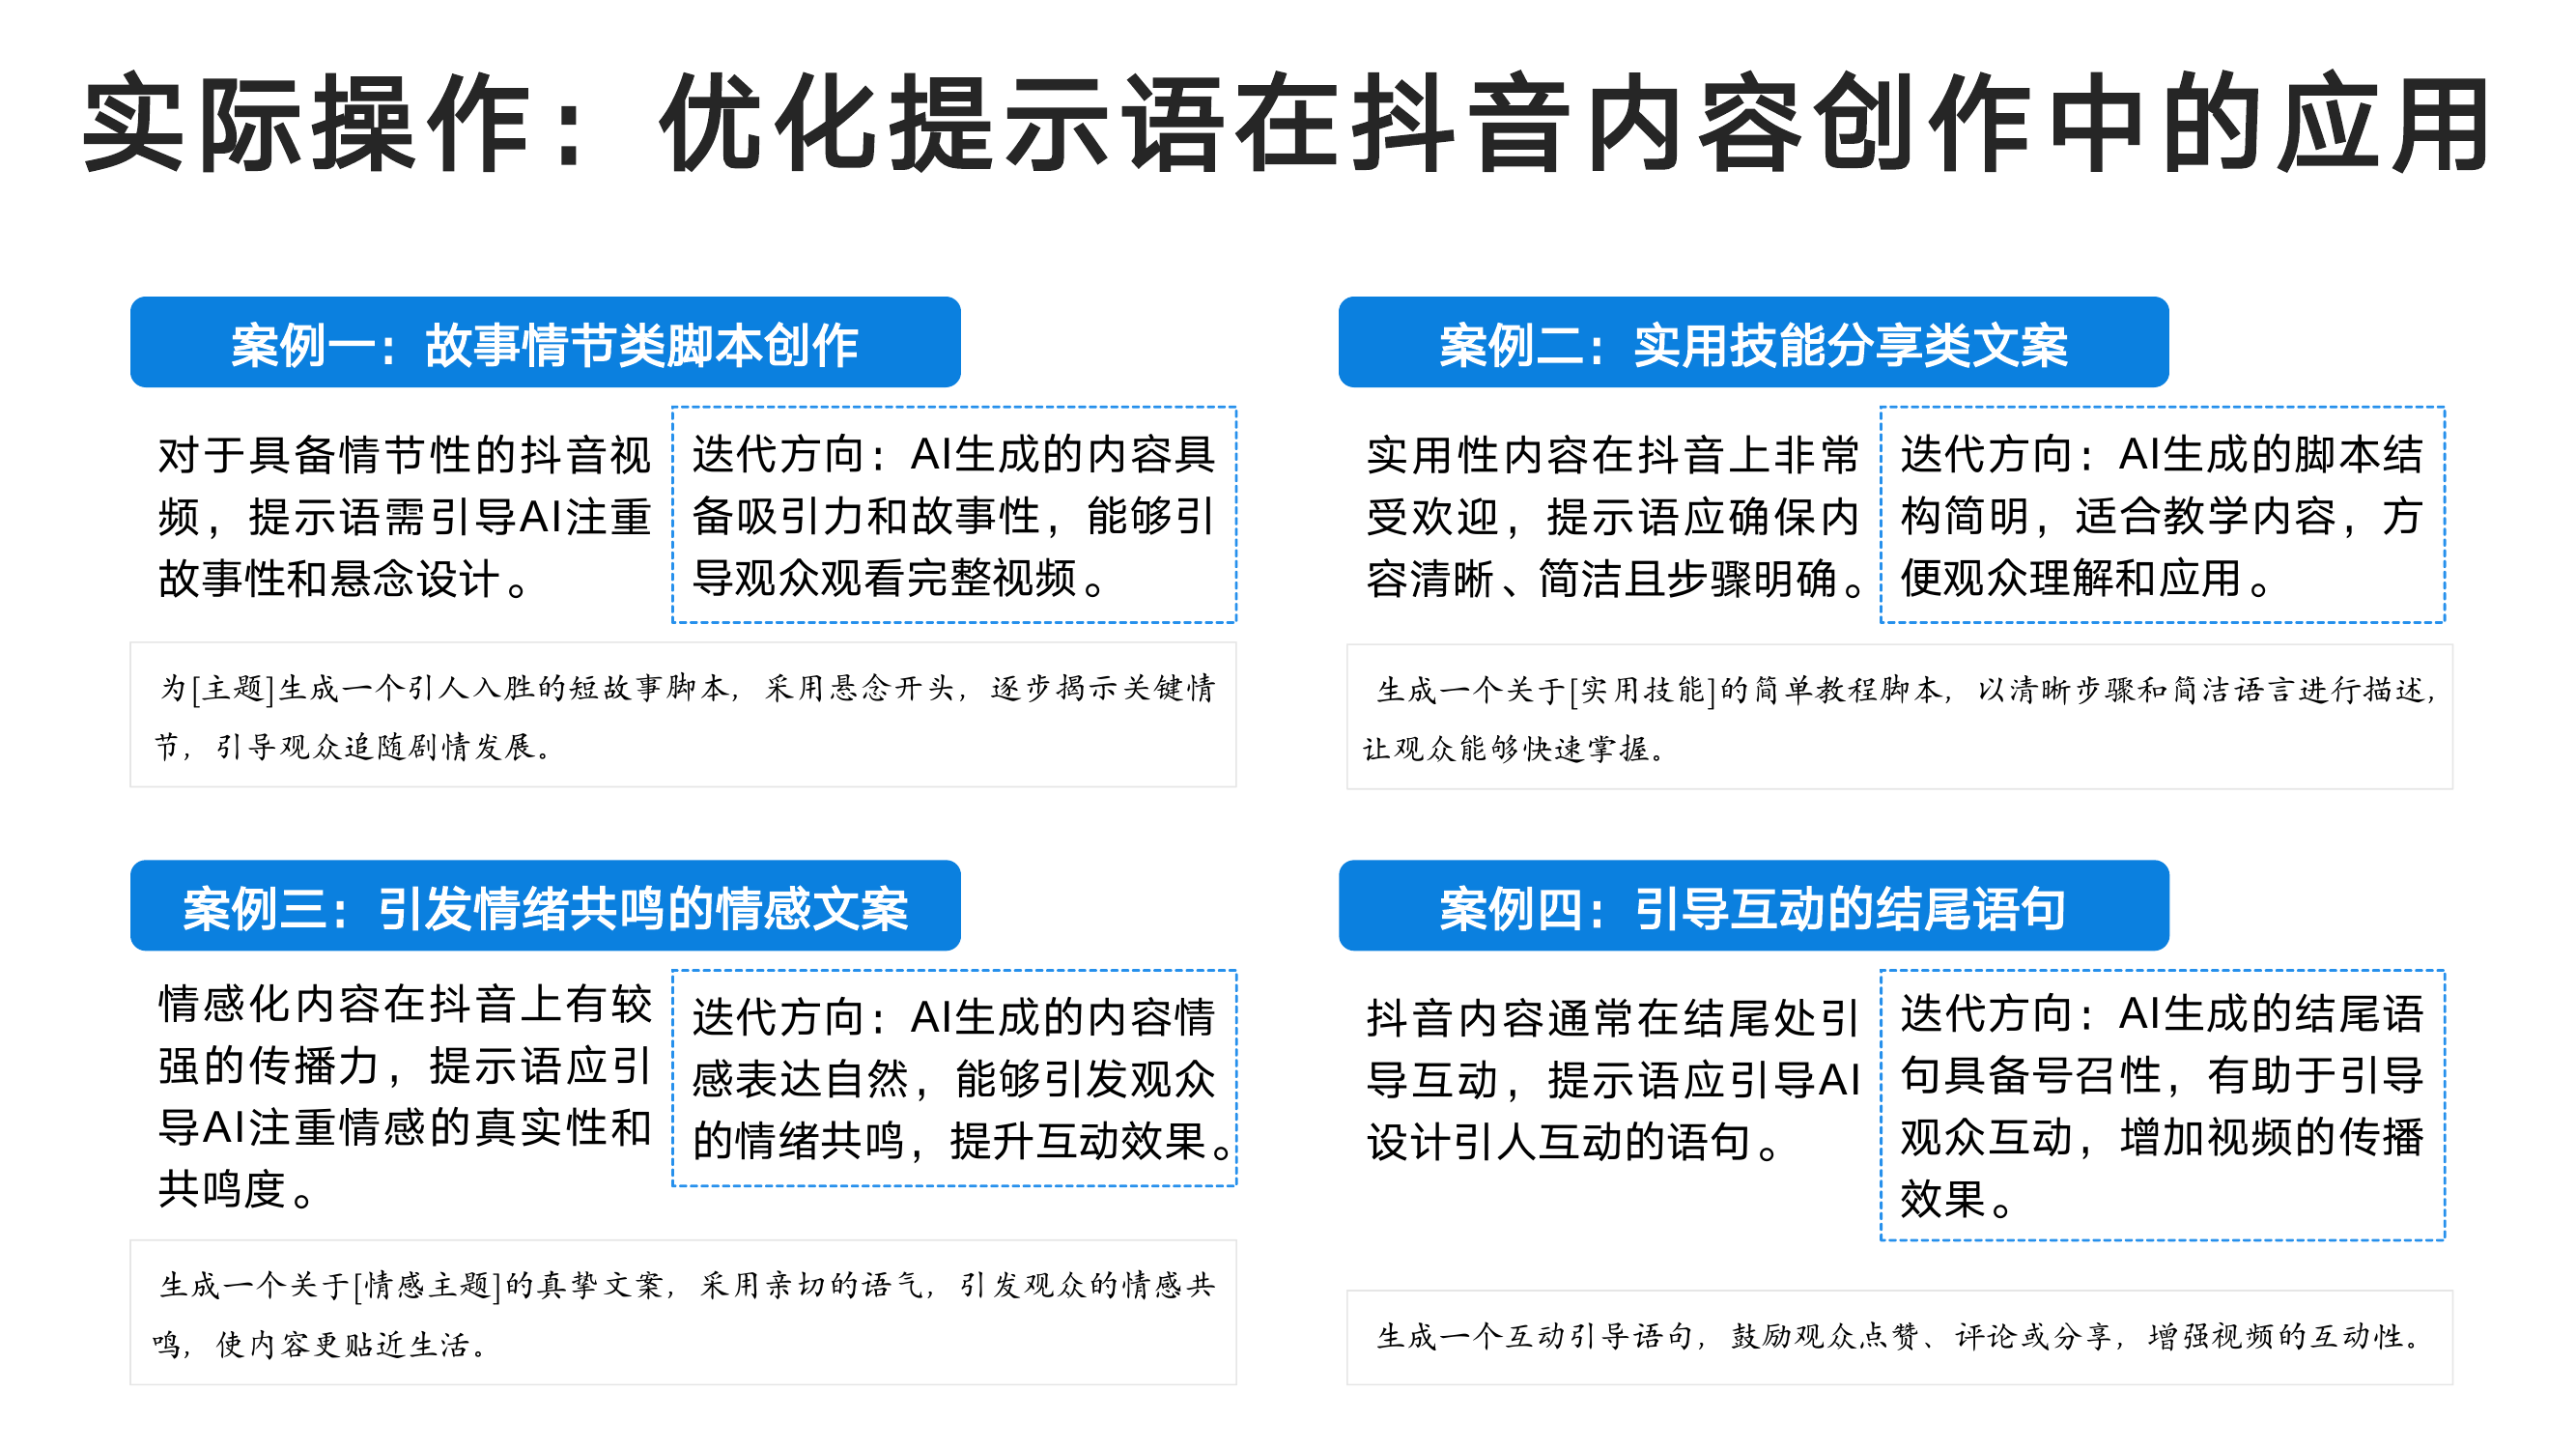 实际操作：优化提示语在抖音内容创作中的应用
案例一：故事情节类脚本创作
对于具备情节性的抖音视
频，提示语需引导AI注重
故事性和悬念设计。
迭代方向：AI生成的内容具
备吸引力和故事性，能够引
导观众观看完整视频。
为[主题]生成一个引人入胜的短故事脚本，采用悬念开头，逐步揭示关键情
节，引导观众追随剧情发展。
案例二：实用技能分享类文案
实用性内容在抖音上非常
受欢迎，提示语应确保内
容清晰、简洁且步骤明确。
迭代方向：AI生成的脚本结
构简明，适合教学内容，方
便观众理解和应用。
生成一个关于[实用技能]的简单教程脚本，以清晰步骤和简洁语言进行描述，
让观众能够快速掌握。
案例三：引发情绪共鸣的情感文案
情感化内容在抖音上有较
强的传播力，提示语应引
导AI注重情感的真实性和
共鸣度。
迭代方向：AI生成的内容情
感表达自然，能够引发观众
的情绪共鸣，提升互动效果。
生成一个关于[情感主题]的真挚文案，采用亲切的语气，引发观众的情感共
鸣，使内容更贴近生活。
案例四：引导互动的结尾语句
抖音内容通常在结尾处引
导互动，提示语应引导AI
设计引人互动的语句。
迭代方向：AI生成的结尾语
句具备号召性，有助于引导
观众互动，增加视频的传播
效果。
生成一个互动引导语句，鼓励观众点赞、评论或分享，增强视频的互动性。